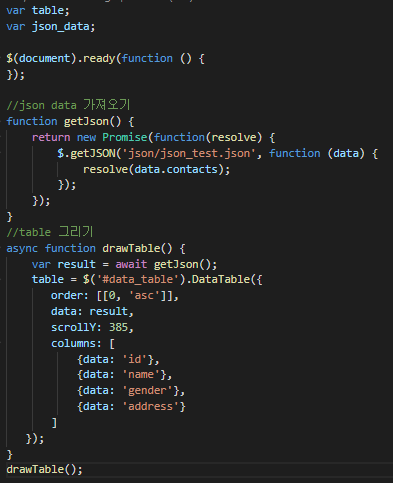 var table;
var json_data;
$(document).ready(function () {
});
//json data 가져오기
function getJson() {
return new Promise(function(resolve) {
$.getJSON('json/json_test.json', function (data) {
resolve(data.contacts);
});
});
}
//table 그리기
async function drawTable() {
var result = await getJson();
table = $('#data_table').DataTable({
order: [[0, 'asc']],
data: result,
scrollY: 385,
columns: [
{data: 'id'},
{data: 'name'},
{data: 'gender'},
{data: 'address'}
]
});
}
drawTable();